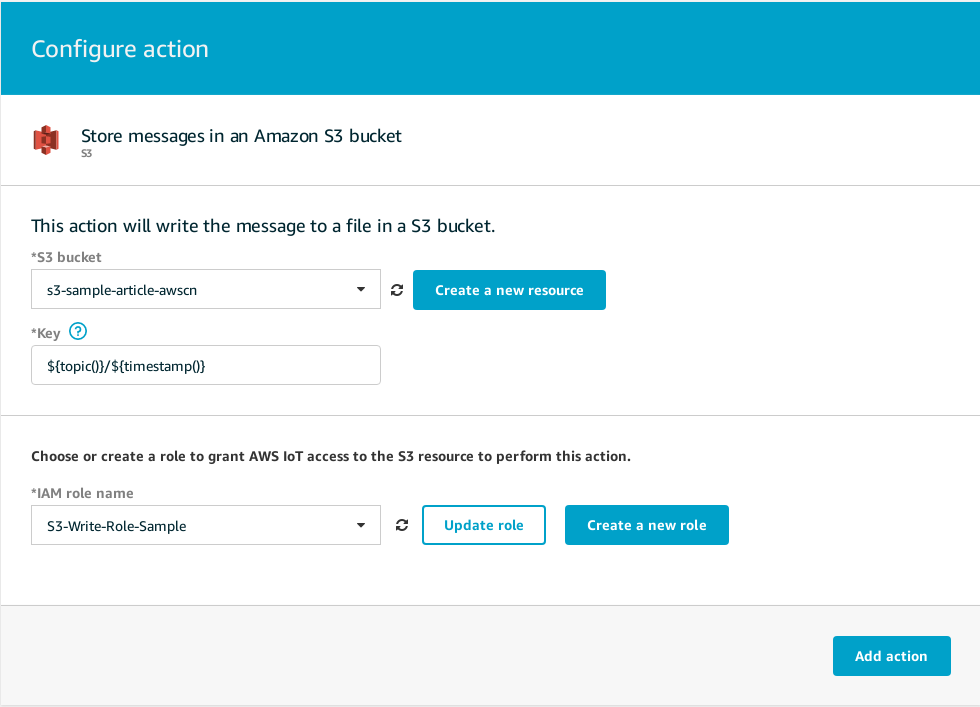 Configure action
Store messages in an Amazon S3 bucket
S3
This action will write the message to a file in a S3 bucket.
*S3 bucket
s3-sample-article-awscn
Create a new resource
*Key ?
${topic()}/${timestamp()}
Choose or create a role to grant AWS IoT access to the S3 resource to perform this action.
*IAM role name
S3-Write-Role-Sample
Update role
Create a new role
Add action